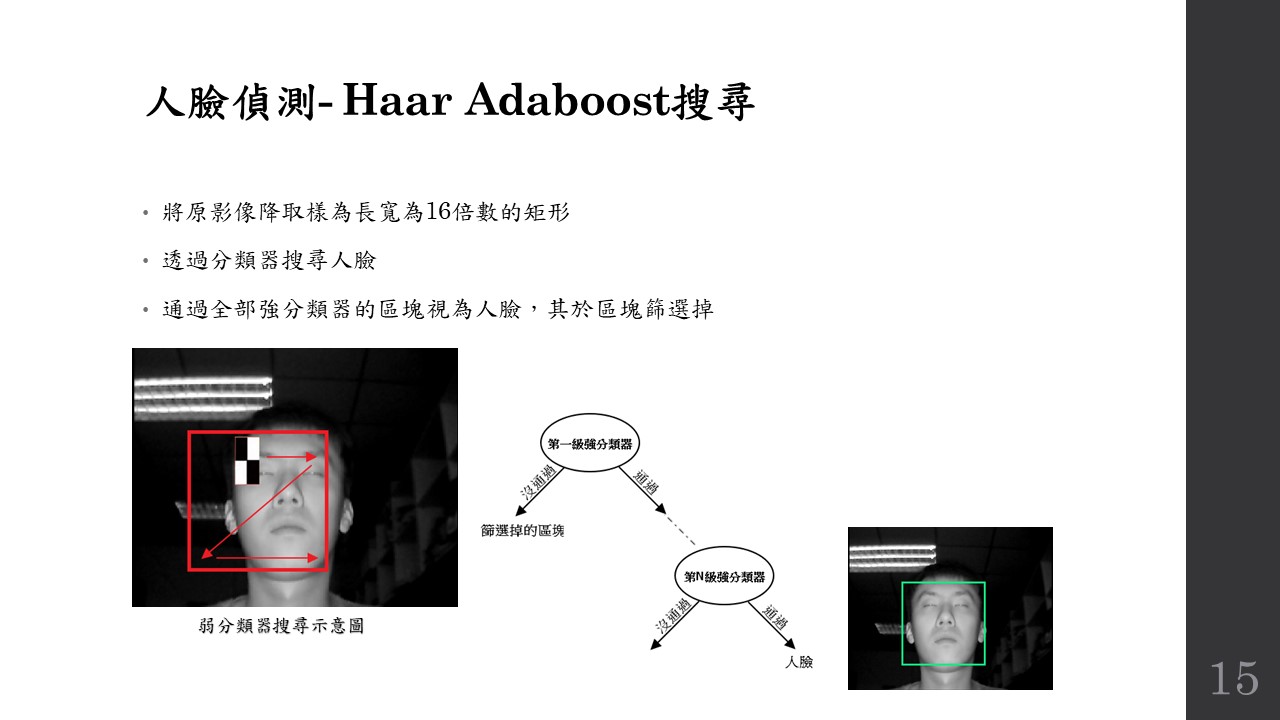 人臉偵測- Haar Adaboost搜尋
• 將原影像降取樣為長寬為16倍數的矩形
• 透過分類器搜尋人臉
• 通過全部強分類器的區塊視為人臉，其於區塊篩選掉
第一級強分類器
沒通過
通過
篩選掉的區塊
第N級強分類器
沒通過
通過
人臉
弱分類器搜尋示意圖
15